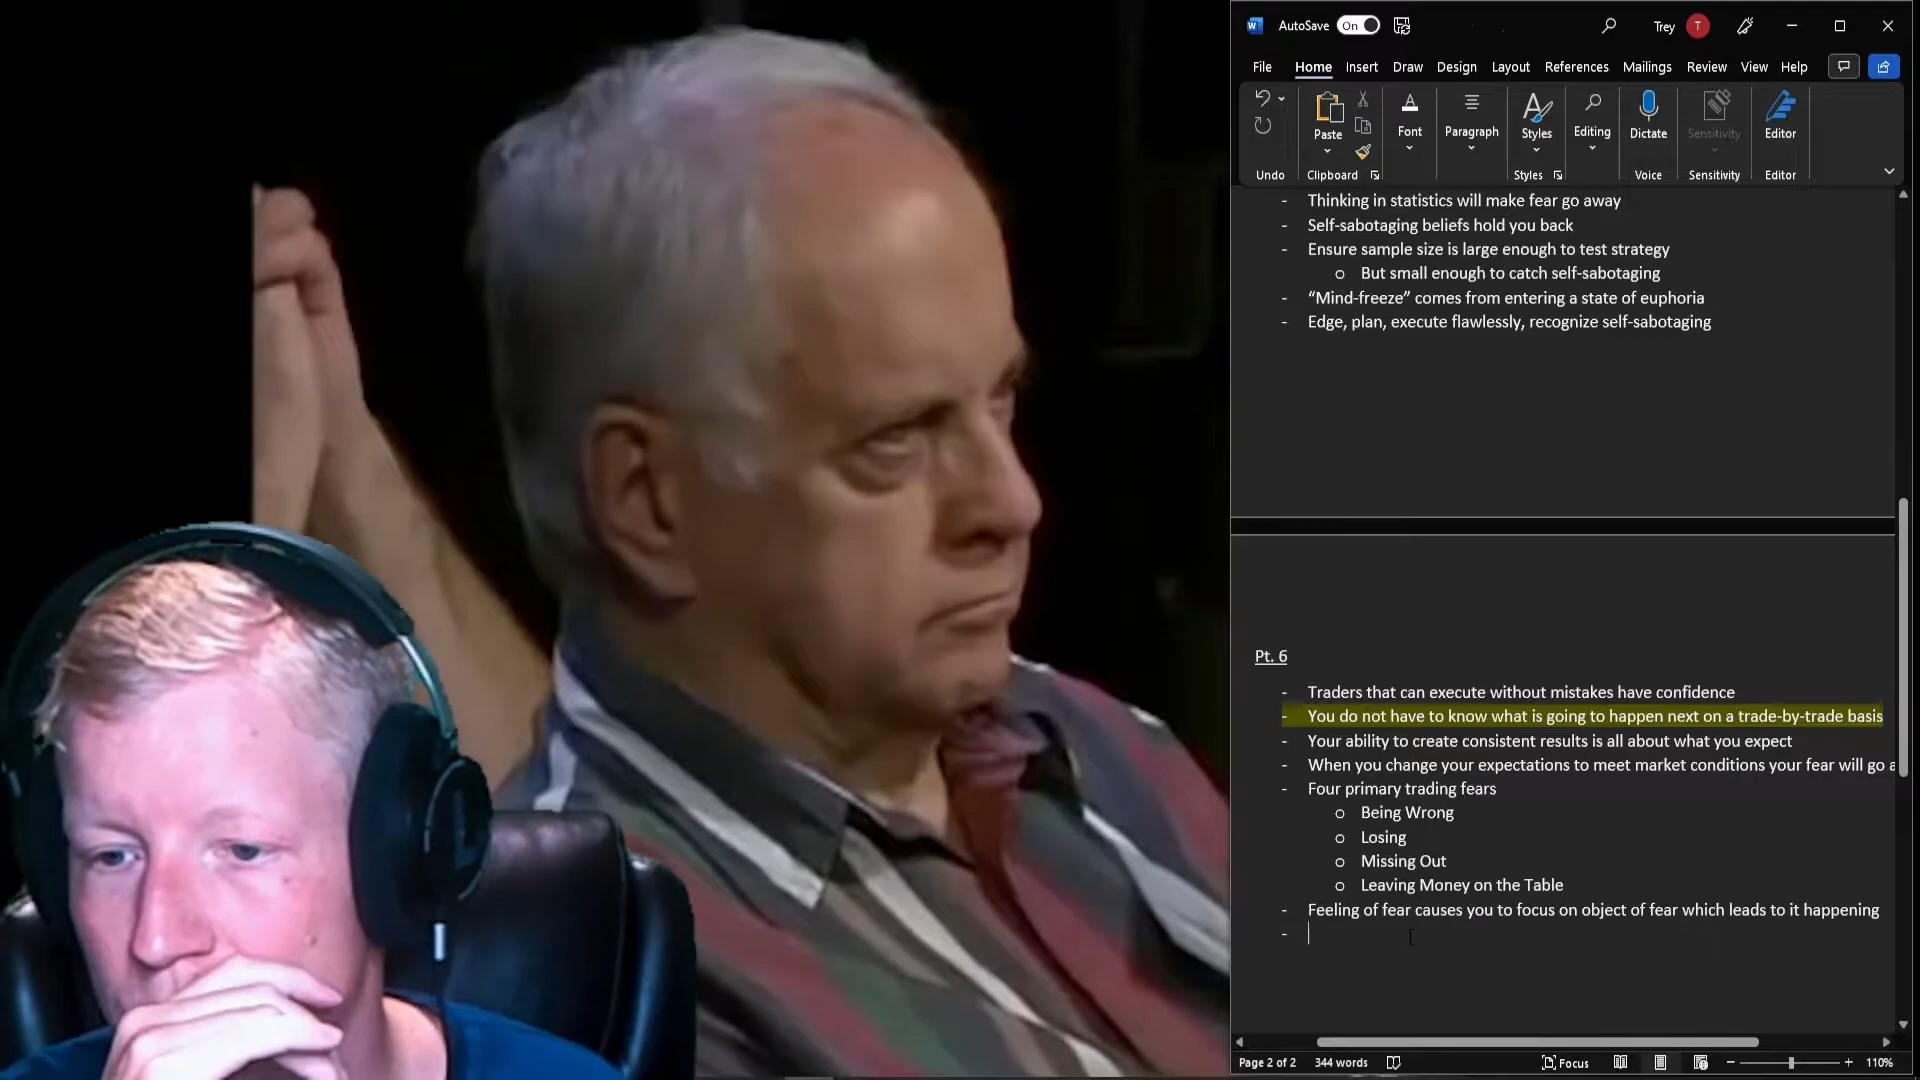 AutoSave On Trey T
File Home Insert Draw Design Layout References Mailings Review View Help
Paste Font Paragraph Styles Editing Dictate Sensitivity Editor
Undo Clipboard Styles Voice Sensitivity Editor
- Thinking in statistics will make fear go away
- Self-sabotaging beliefs hold you back
- Ensure sample size is large enough to test strategy
o But small enough to catch self-sabotaging
- “Mind-freeze” comes from entering a state of euphoria
- Edge, plan, execute flawlessly, recognize self-sabotaging
Pt. 6
- Traders that can execute without mistakes have confidence
- You do not have to know what is going to happen next on a trade-by-trade basis
- Your ability to create consistent results is all about what you expect
- When you change your expectations to meet market conditions your fear will go
- Four primary trading fears
o Being Wrong
o Losing
o Missing Out
o Leaving Money on the Table
- Feeling of fear causes you to focus on object of fear which leads to it happening
-
Page 2 of 2 344 words Focus 110%